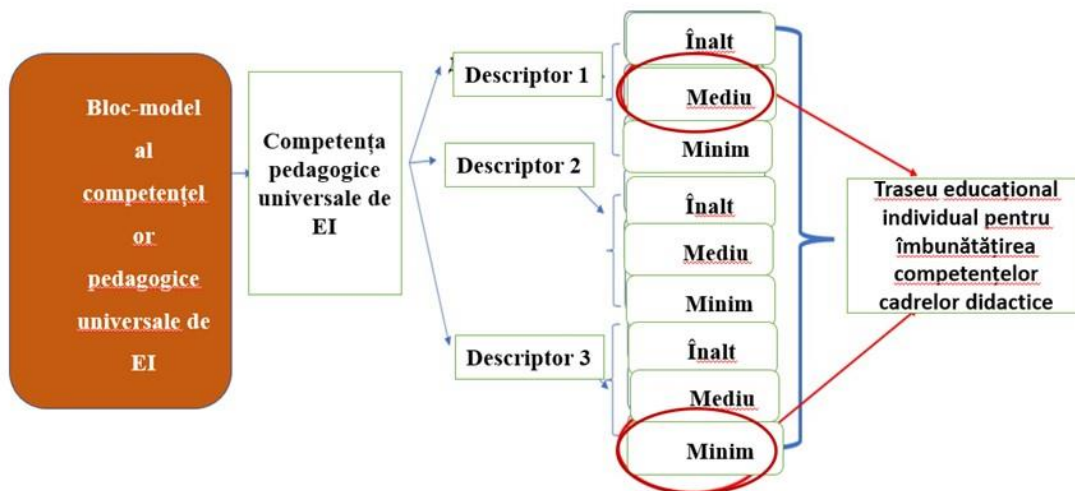 Bloc-model
al
competențel
or
pedagogice
universale de
EI
Competența
pedagogice
universale de
EI
Descriptor 1
Înalt
Mediu
Minim
Descriptor 2
Înalt
Mediu
Minim
Descriptor 3
Înalt
Mediu
Minim
Traseu educațional
individual pentru
îmbunătățirea
competențelor
cadrelor didactice